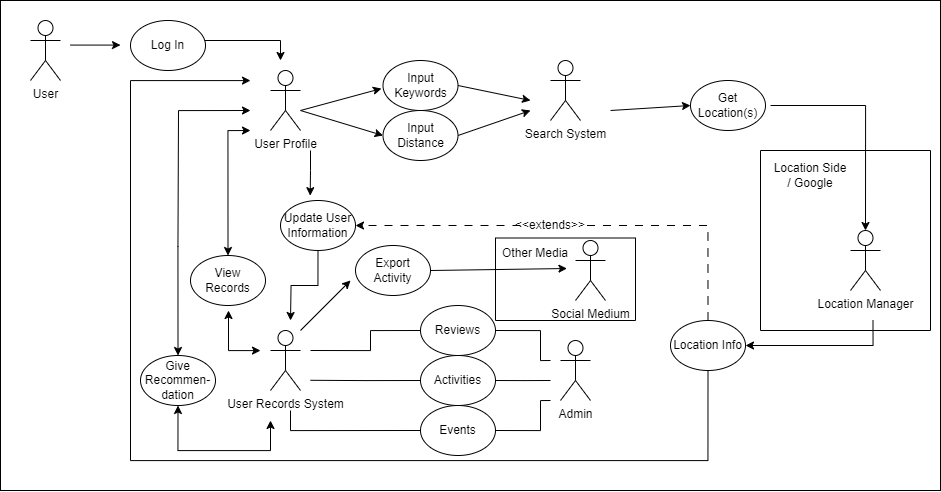 User
Log In
User Profile
Input
Keywords
Input
Distance
Search System
Get
Location(s)
Location Side
/ Google
Location Manager
Update User
Information
<<extends>>
View
Records
Export
Activity
Other Media
Social Medium
Location Info
Give
Recommen-
dation
User Records System
Reviews
Activities
Events
Admin